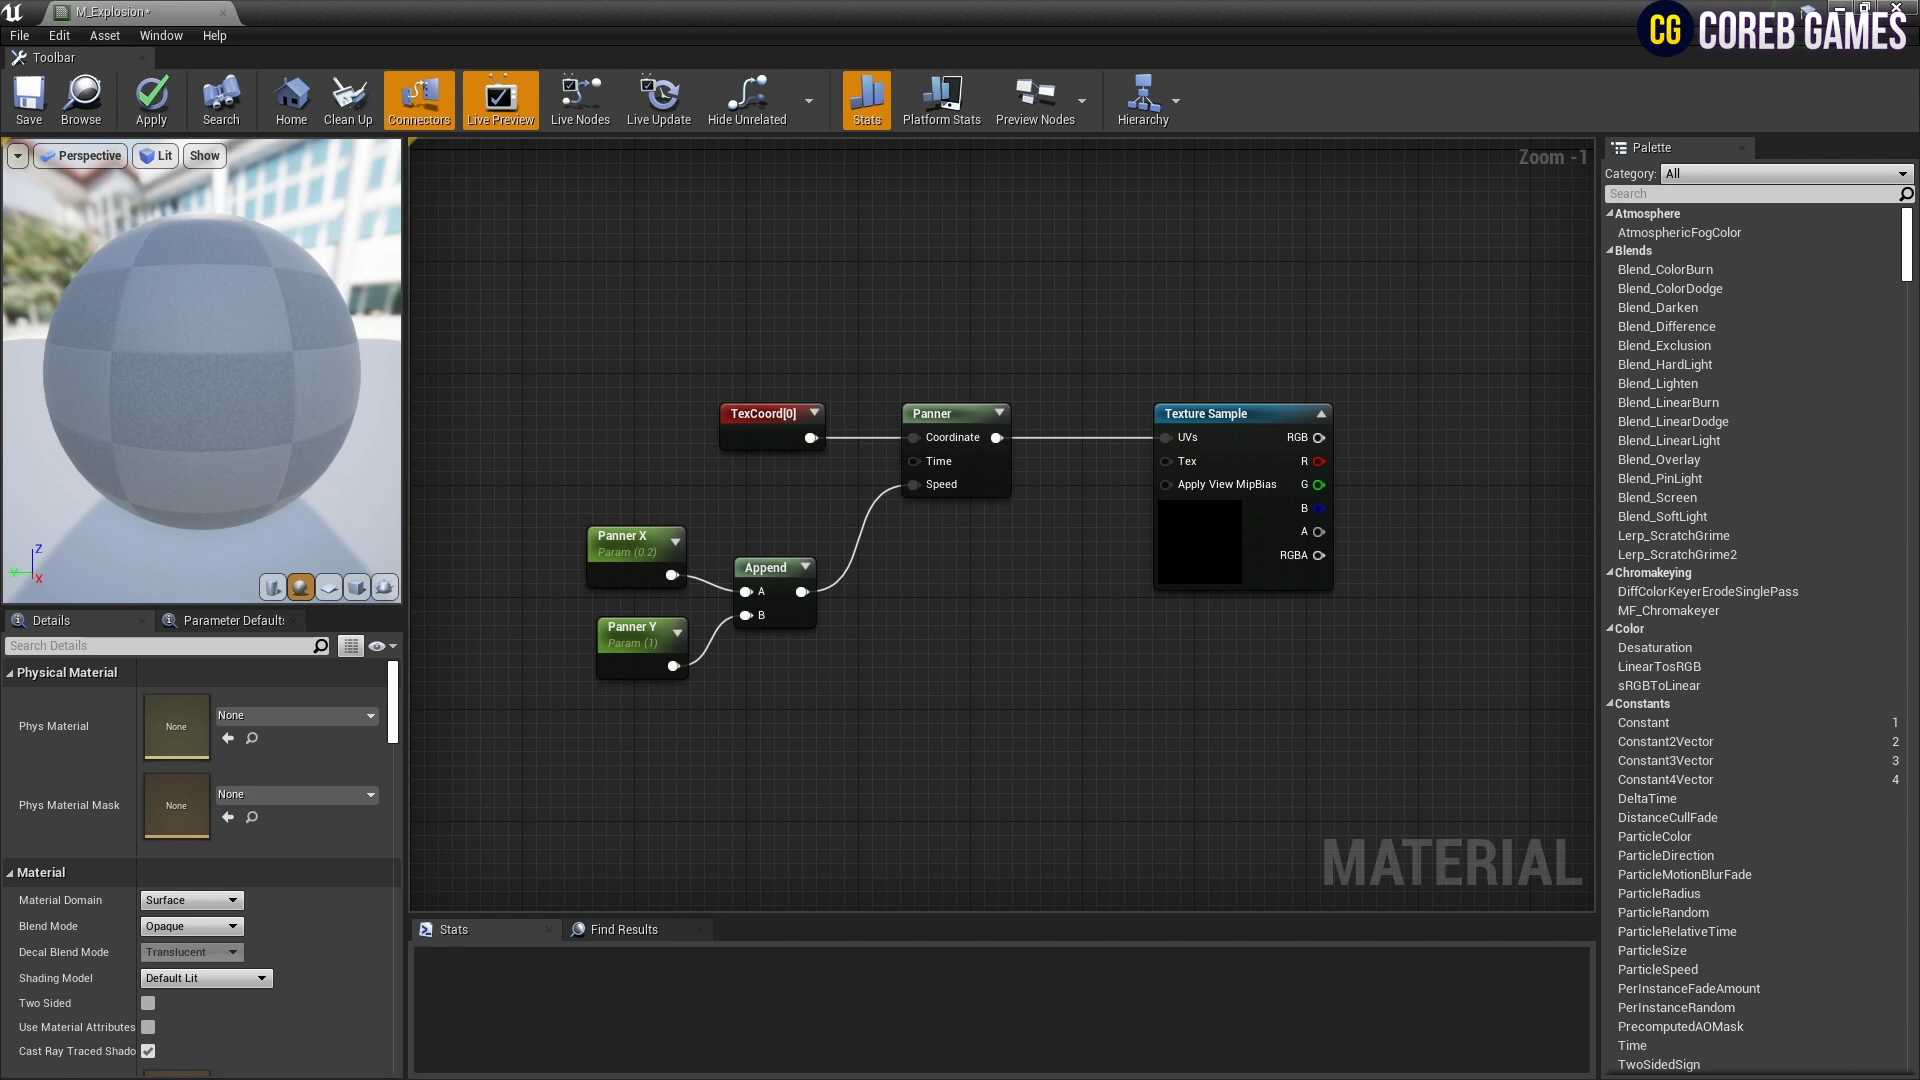 M_Explosion*
CG COREB GAMES
File Edit Asset Window Help
Toolbar
Save Browse Apply Search Home Clean Up Connectors Live Preview Live Nodes Live Update Hide Unrelated Stats Platform Stats Preview Nodes Hierarchy
Perspective Lit Show
Z
Y
X
Details
Parameter Default
Search Details
Physical Material
Phys Material
None
None
Phys Material Mask
None
None
Material
Material Domain Surface
Blend Mode Opaque
Decal Blend Mode Translucent
Shading Model Default Lit
Two Sided
Use Material Attributes
Cast Ray Traced Shado
Zoom -1
TexCoord[0]
Panner
Coordinate
Time
Speed
Texture Sample
UVs RGB
Tex R
Apply View MipBias G
B
A
RGBA
Panner X
Param (0.2)
Append
A
B
Panner Y
Param (1)
MATERIAL
Stats
Find Results
Palette
Category: All
Search
Atmosphere
AtmosphericFogColor
Blends
Blend_ColorBurn
Blend_ColorDodge
Blend_Darken
Blend_Difference
Blend_Exclusion
Blend_HardLight
Blend_Lighten
Blend_LinearBurn
Blend_LinearDodge
Blend_LinearLight
Blend_Overlay
Blend_PinLight
Blend_Screen
Blend_SoftLight
Lerp_ScratchGrime
Lerp_ScratchGrime2
Chromakeying
DiffColorKeyerErodeSinglePass
MF_Chromakeyer
Color
Desaturation
LinearTosRGB
sRGBToLinear
Constants
Constant 1
Constant2Vector 2
Constant3Vector 3
Constant4Vector 4
DeltaTime
DistanceCullFade
ParticleColor
ParticleDirection
ParticleMotionBlurFade
ParticleRadius
ParticleRandom
ParticleRelativeTime
ParticleSize
ParticleSpeed
PerInstanceFadeAmount
PerInstanceRandom
PrecomputedAOMask
Time
TwoSidedSign